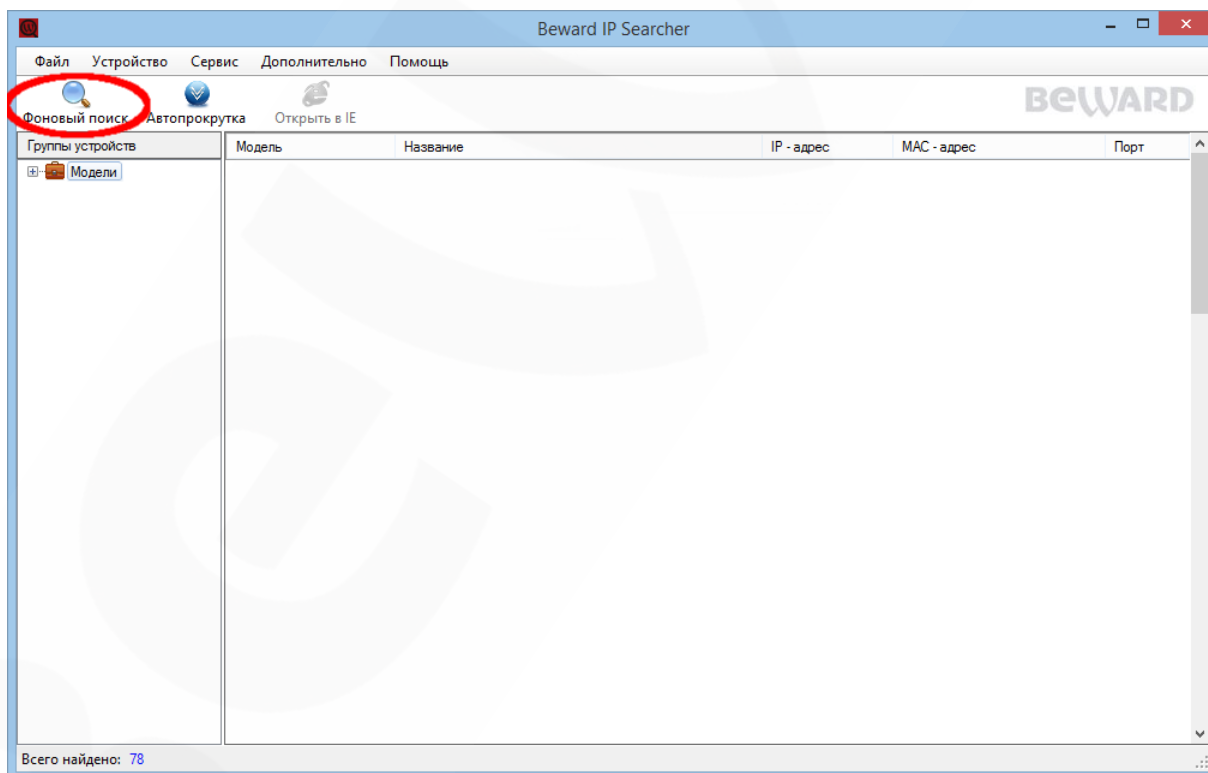 Beward IP Searcher
Файл Устройство Сервис Дополнительно Помощь
Фоновый поиск Автопрокрутка Открыть в IE BEWARD
Группы устройств Модель Название IP - адрес MAC - адрес Порт
Модели
Всего найдено: 78